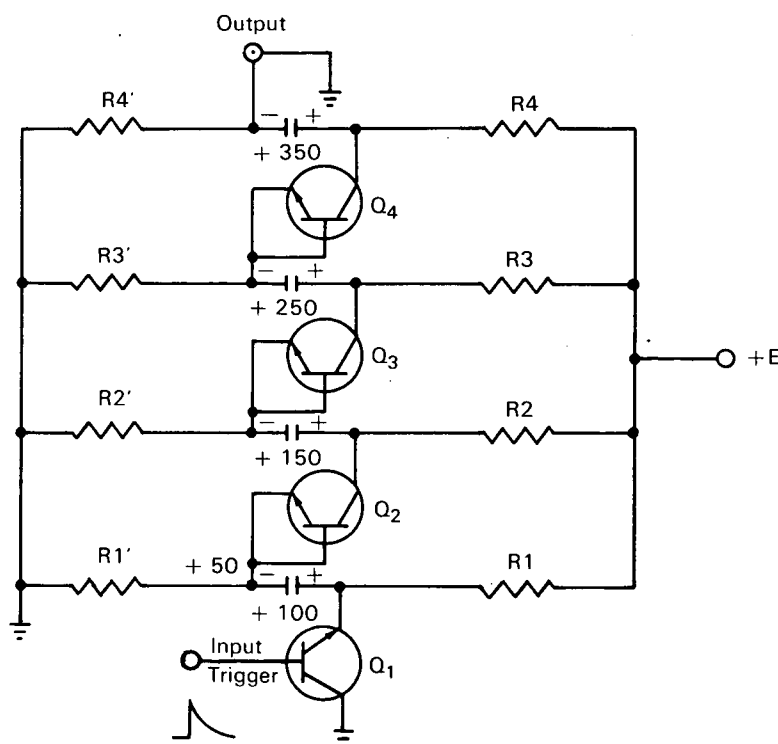 Output
R4' R4
− +
+ 350
Q4
R3' R3
− +
+ 250
Q3
+E
R2' R2
− +
+ 150
Q2
R1' + 50 − + R1
+ 100
Input
Trigger
Q1